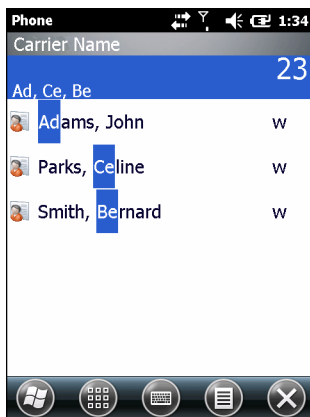 Phone 1:34
Carrier Name
23
Ad, Ce, Be
Adams, John w
Parks, Celine w
Smith, Bernard w